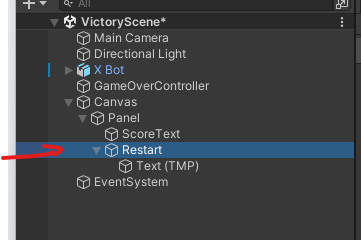 All
VictoryScene*
Main Camera
Directional Light
X Bot
GameOverController
Canvas
Panel
ScoreText
Restart
Text (TMP)
EventSystem